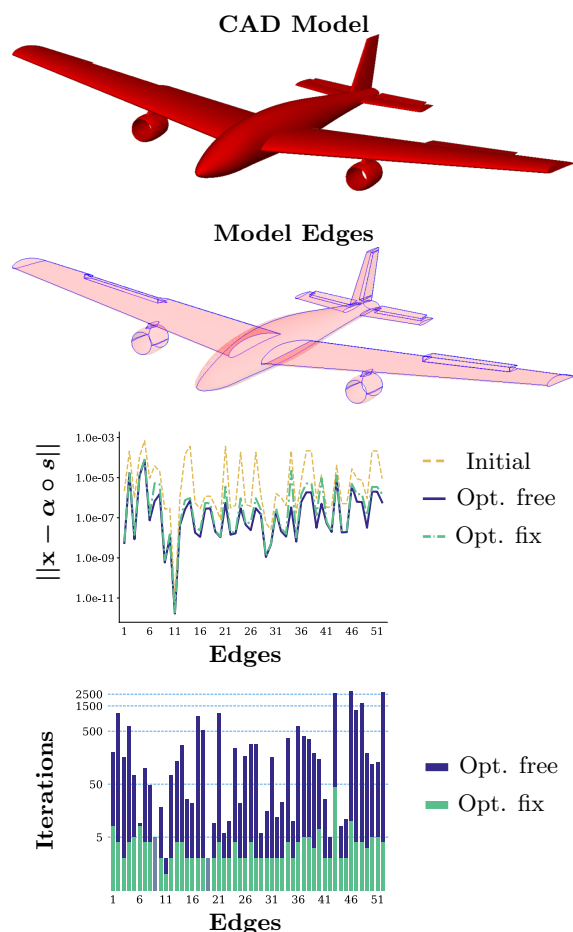 CAD Model
Model Edges
||x − α ∘ s||
1.0e-03
1.0e-05
1.0e-07
1.0e-09
1.0e-11
1 6 11 16 21 26 31 36 41 46 51
Edges
Initial
Opt. free
Opt. fix
Iterations
2500
1500
500
50
5
1 6 11 16 21 26 31 36 41 46 51
Edges
Opt. free
Opt. fix